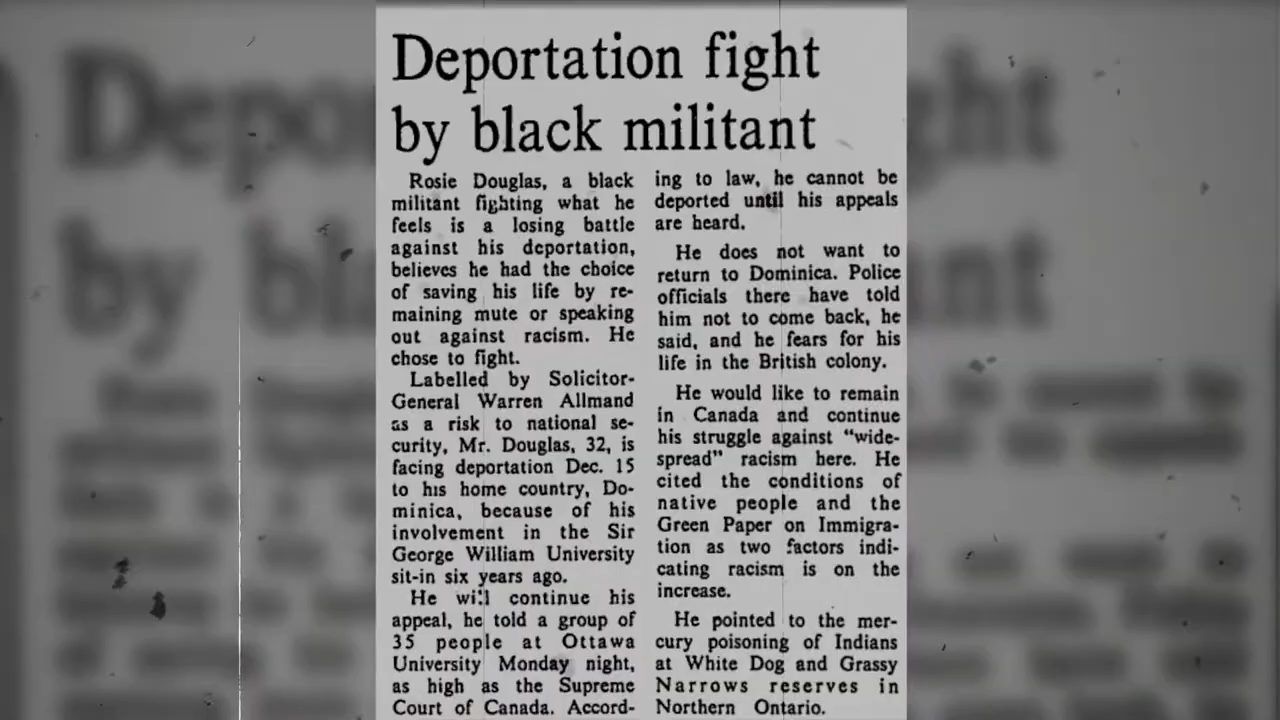 Deportation fight
by black militant
Rosie Douglas, a black
militant fighting what he
feels is a losing battle
against his deportation,
believes he had the choice
of saving his life by re-
maining mute or speaking
out against racism. He
chose to fight.
Labelled by Solicitor-
General Warren Allmand
as a risk to national se-
curity, Mr. Douglas, 32, is
facing deportation Dec. 15
to his home country, Do-
minica, because of his
involvement in the Sir
George William University
sit-in six years ago.
He will continue his
appeal, he told a group of
35 people at Ottawa
University Monday night,
as high as the Supreme
Court of Canada. Accord-
ing to law, he cannot be
deported until his appeals
are heard.
He does not want to
return to Dominica. Police
officials there have told
him not to come back, he
said, and he fears for his
life in the British colony.
He would like to remain
in Canada and continue
his struggle against "wide-
spread" racism here. He
cited the conditions of
native people and the
Green Paper on Immigra-
tion as two factors indi-
cating racism is on the
increase.
He pointed to the mer-
cury poisoning of Indians
at White Dog and Grassy
Narrows reserves in
Northern Ontario.